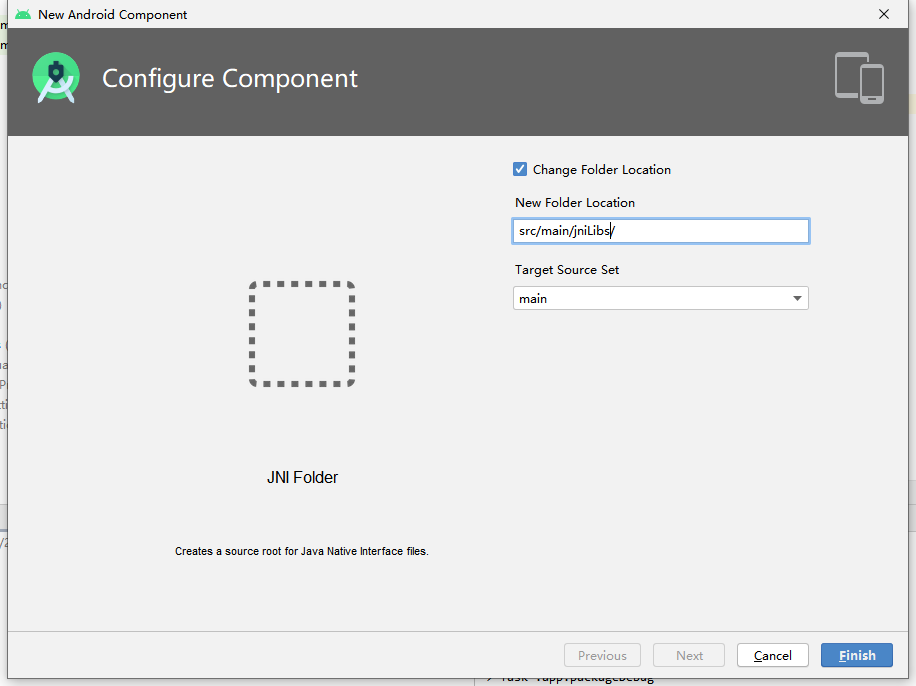 New Android Component
Configure Component
Change Folder Location
New Folder Location
src/main/jniLibs/
Target Source Set
main
JNI Folder
Creates a source root for Java Native Interface files.
Previous
Next
Cancel
Finish